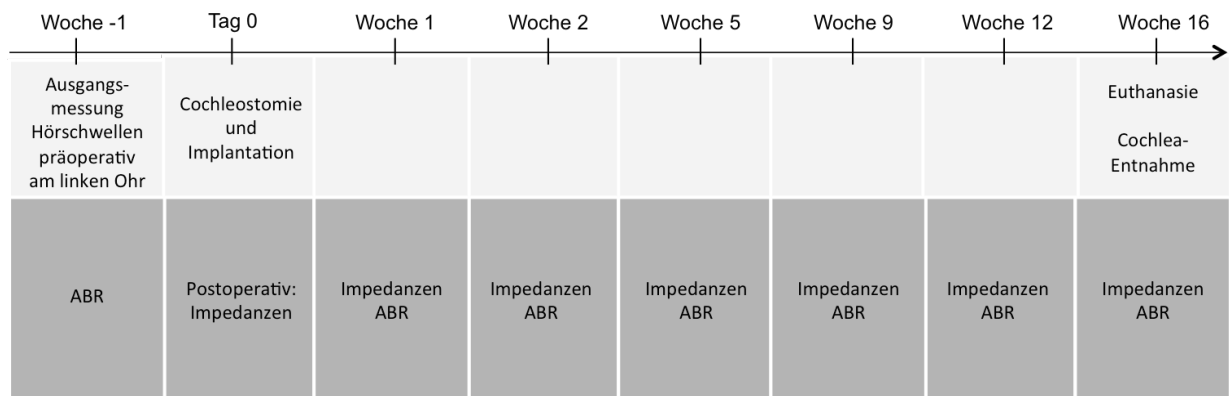 Woche -1
Tag 0
Woche 1
Woche 2
Woche 5
Woche 9
Woche 12
Woche 16
Ausgangs-
messung
Hörschwellen
präoperativ
am linken Ohr
Cochleostomie
und
Implantation
Euthanasie
Cochlea-
Entnahme
ABR
Postoperativ:
Impedanzen
Impedanzen
ABR
Impedanzen
ABR
Impedanzen
ABR
Impedanzen
ABR
Impedanzen
ABR
Impedanzen
ABR